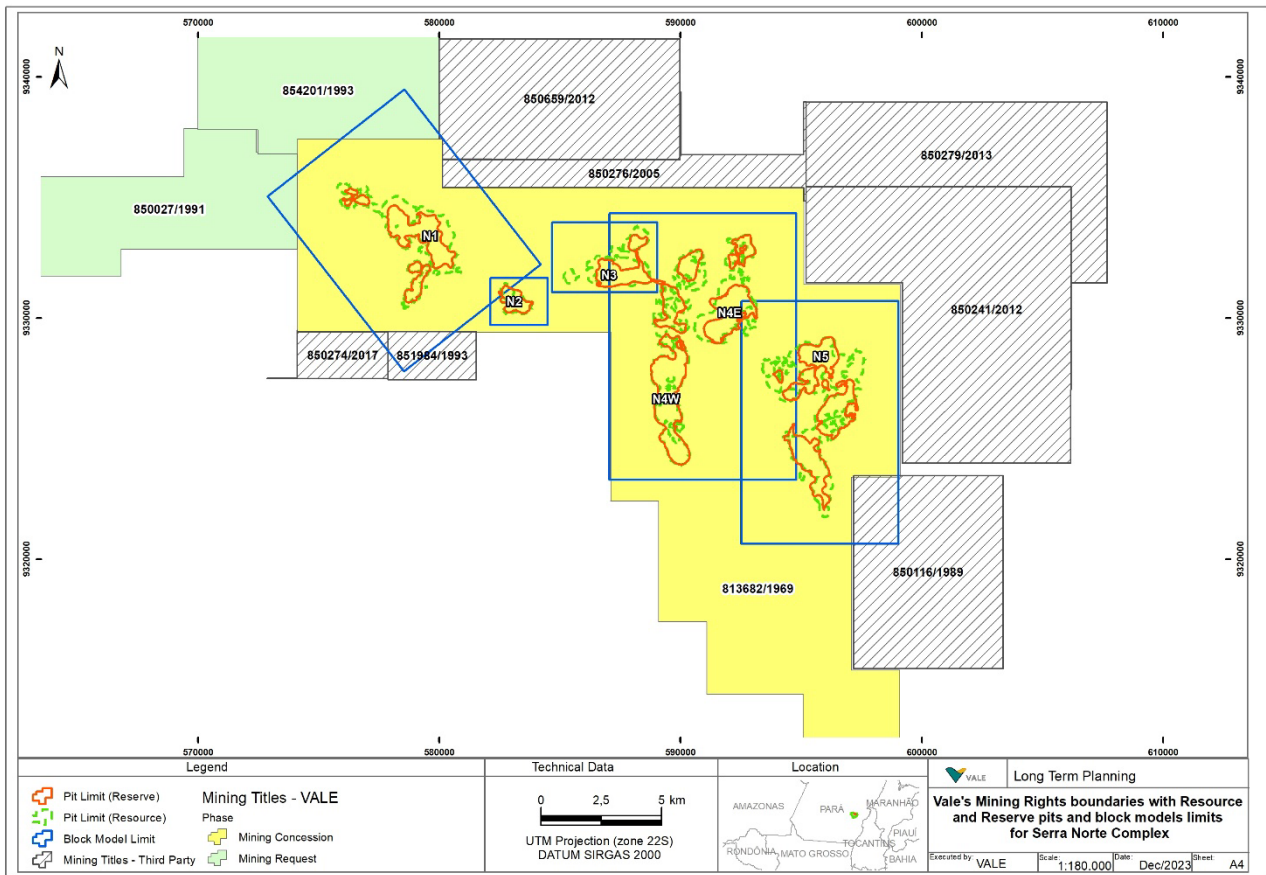 570000 580000 590000 600000 610000
N
9340000 9340000
854201/1993
850659/2012
850279/2013
850276/2005
850027/1991
N1
N3
N2
9330000 9330000
N4E
850241/2012
850274/2017 851984/1993
N5
N4W
9320000 9320000
850116/1989
813682/1969
570000 580000 590000 600000 610000
Legend
Pit Limit (Reserve)
Pit Limit (Resource)
Block Model Limit
Mining Titles - Third Party
Mining Titles - VALE
Phase
Mining Concession
Mining Request
Technical Data
0 2,5 5 km
UTM Projection (zone 22S)
DATUM SIRGAS 2000
Location
AMAZONAS
PARÁ
MARANHÃO
PIAUÍ
TOCANTINS
RONDÔNIA
MATO GROSSO
BAHIA
VALE
Long Term Planning
Vale's Mining Rights boundaries with Resource
and Reserve pits and block models limits
for Serra Norte Complex
Executed by: VALE
Scale: 1:180.000
Date: Dec/2023
Sheet: A4